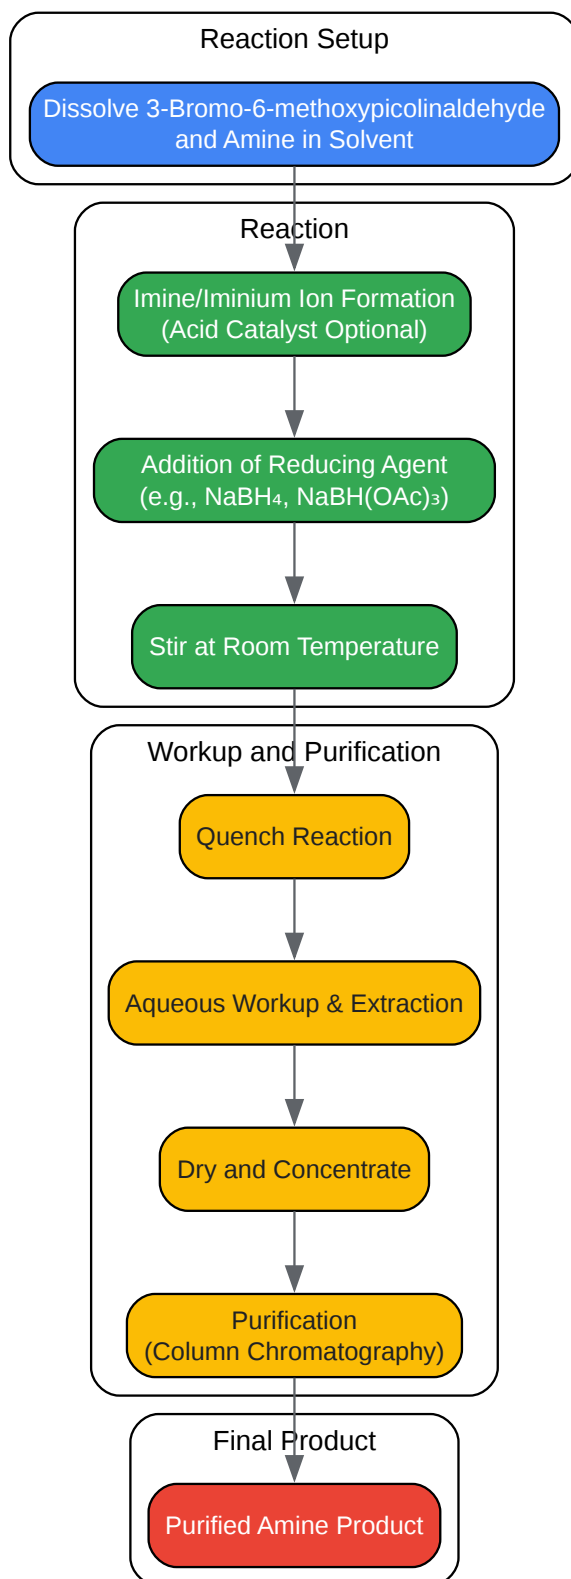 Reaction Setup
Dissolve 3-Bromo-6-methoxypicolinaldehyde
and Amine in Solvent
Reaction
Imine/Iminium Ion Formation
(Acid Catalyst Optional)
Addition of Reducing Agent
(e.g., NaBH₄, NaBH(OAc)₃)
Stir at Room Temperature
Workup and Purification
Quench Reaction
Aqueous Workup & Extraction
Dry and Concentrate
Purification
(Column Chromatography)
Final Product
Purified Amine Product